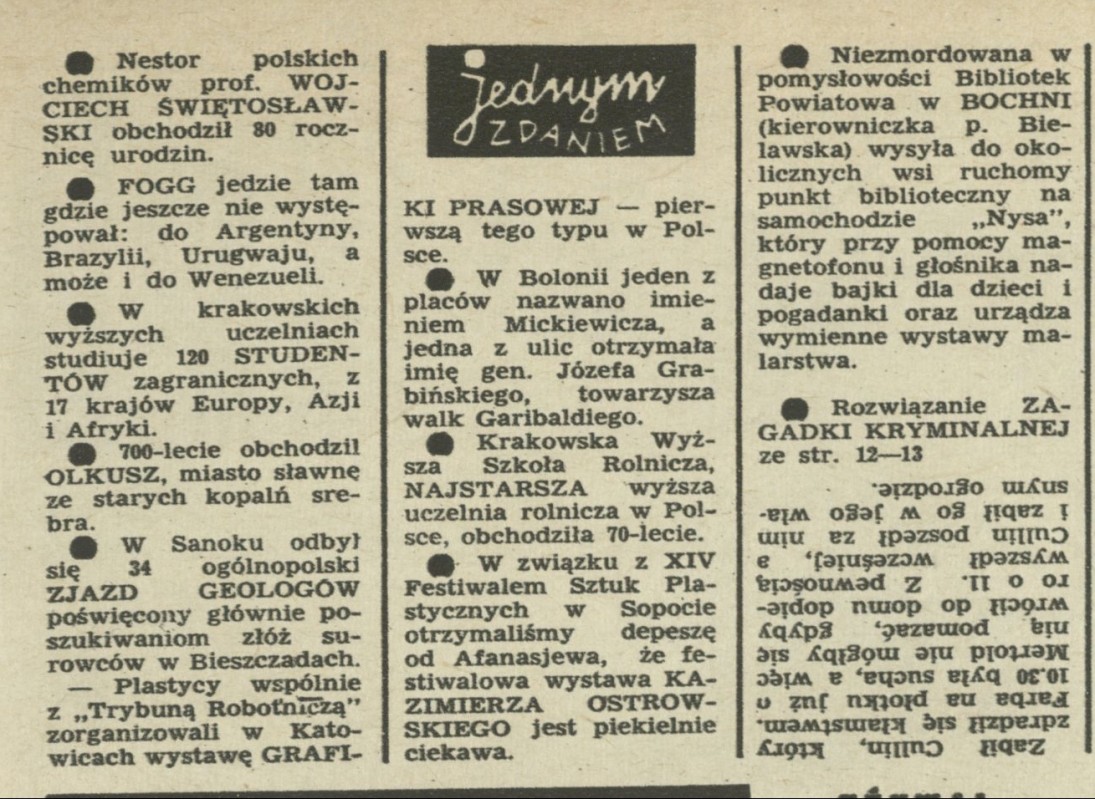 ● Nestor polskich
chemików prof. WOJ-
CIECH ŚWIĘTOSŁAW-
SKI obchodził 80 rocz-
nicę urodzin.
● FOGG jedzie tam
gdzie jeszcze nie wystę-
pował: do Argentyny,
Brazylii, Urugwaju, a
może i do Wenezueli.
● W krakowskich
wyższych uczelniach
studiuje 120 STUDEN-
TÓW zagranicznych, z
17 krajów Europy, Azji
i Afryki.
● 700-lecie obchodził
OLKUSZ, miasto sławnę
ze starych kopalń sre-
bra.
● W Sanoku odbył
się 34 ogólnopolski
ZJAZD GEOLOGÓW
poświęcony głównie po-
szukiwaniom złóż su-
rowców w Bieszczadach.
— Plastycy wspólnie
z „Trybuną Robotniczą”
zorganizowali w Kato-
wicach wystawę GRAFI-
jednym
ZDANIEM
KI PRASOWEJ — pier-
wszą tego typu w Pol-
sce.
● W Bolonii jeden z
placów nazwano imie-
niem Mickiewicza, a
jedna z ulic otrzymała
imię gen. Józefa Gra-
bińskiego, towarzysza
walk Garibaldiego.
● Krakowska Wyż-
sza Szkoła Rolnicza,
NAJSTARSZA wyższa
uczelnia rolnicza w Pol-
sce, obchodziła 70-lecie.
● W związku z XIV
Festiwalem Sztuk Pla-
stycznych w Sopocie
otrzymaliśmy depeszę
od Afanasjewa, że fe-
stiwalowa wystawa KA-
ZIMIERZA OSTROW-
SKIEGO jest piekielnie
ciekawa.
● Niezmordowana w
pomysłowości Bibliotek
Powiatowa w BOCHNI
(kierowniczka p. Bie-
lawska) wysyła do oko-
licznych wsi ruchomy
punkt biblioteczny na
samochodzie „Nysa”,
który przy pomocy ma-
gnetofonu i głośnika na-
daje bajki dla dzieci i
pogadanki oraz urządza
wymienne wystawy ma-
larstwa.
● Rozwiązanie ZA-
GADKI KRYMINALNEJ
ze str. 12—13
Zabił Cullin, który
zdradził się kłamstwem.
Farba na płotku już o
10.30 była sucha, a więc
Mertold nie mógłby się
nią pomazać, gdyby
wrócił do domu dopie-
ro o 11. Z pewnością
wyszedł wcześniej, a
Cullin poszedł za nim
i zabił go w jego wła-
snym ogrodzie.